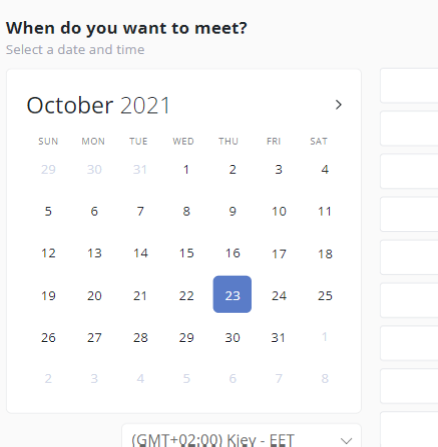 When do you want to meet?
Select a date and time
October 2021
SUN MON TUE WED THU FRI SAT
29 30 31 1 2 3 4
5 6 7 8 9 10 11
12 13 14 15 16 17 18
19 20 21 22 23 24 25
26 27 28 29 30 31 1
2 3 4 5 6 7 8
(GMT+02:00) Kiev - EET